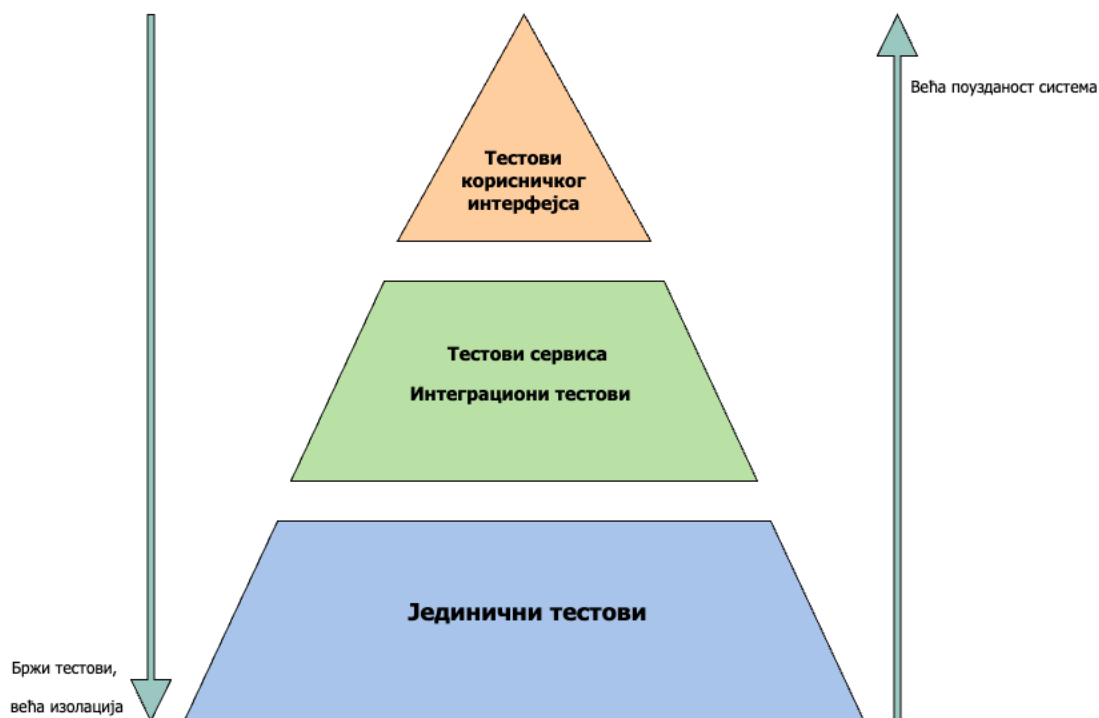 Већа поузданост система
Тестови
корисничког
интерфејса
Тестови сервиса
Интеграциони тестови
Јединични тестови
Бржи тестови,
већа изолација